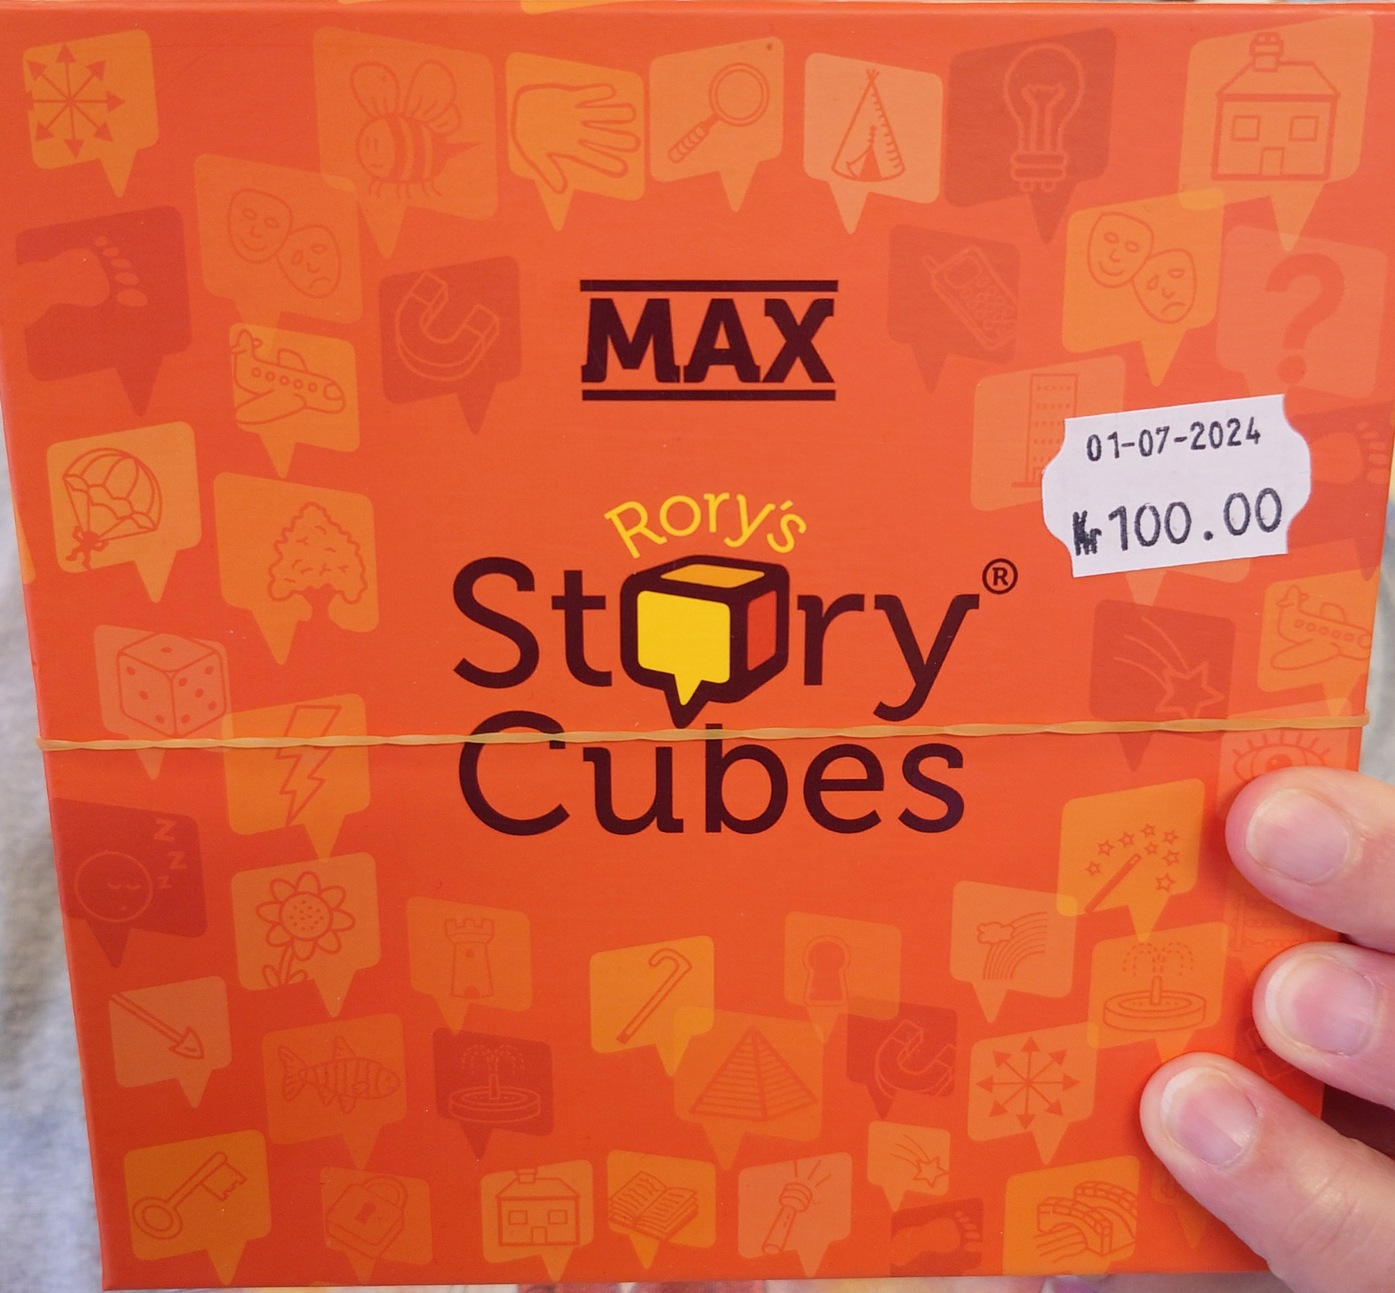 MAX
01-07-2024
Kr 100.00
Rory's
Story®
Cubes
z
z
z
?